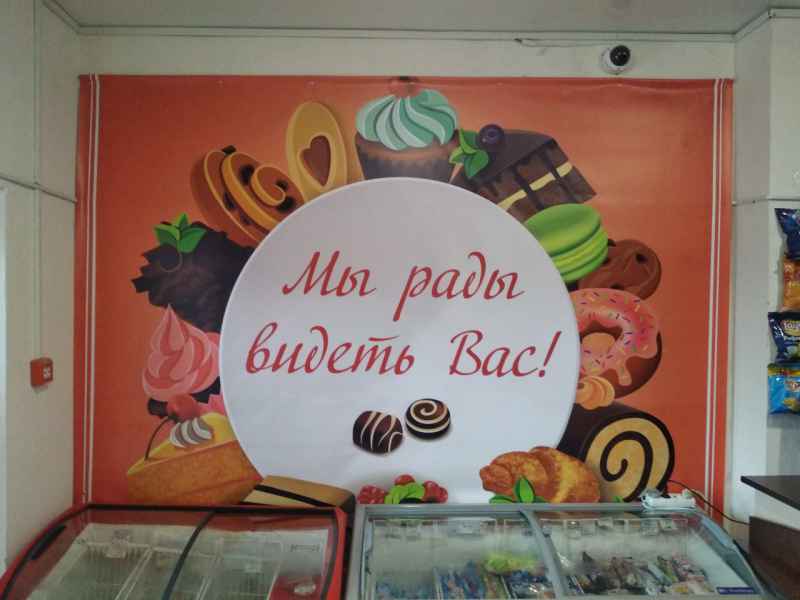 Мы рады
видеть Вас!